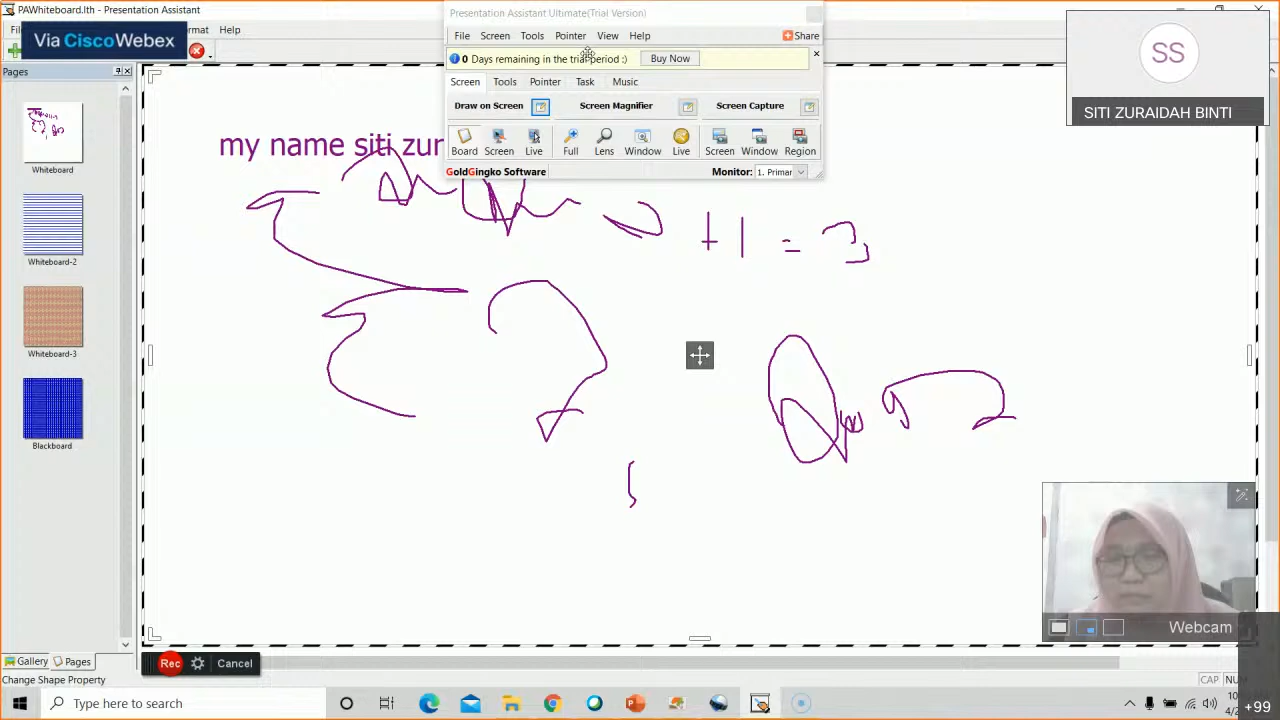 PAWhiteboard.lth - Presentation Assistant
Presentation Assistant Ultimate(Trial Version)
Via CiscoWebex
Help
File Screen Tools Pointer View Help Share
0 Days remaining in the trial period :) Buy Now
Screen Tools Pointer Task Music
Draw on Screen Screen Magnifier Screen Capture
Board Screen Live Full Lens Window Live Screen Window Region
GoldGingko Software Monitor: 1. Primar
SS
SITI ZURAIDAH BINTI
Pages
Whiteboard
Whiteboard-2
Whiteboard-3
Blackboard
my name siti zur
+1 = 3
Webcam
Gallery Pages
Rec Cancel
Change Shape Property
CAP NUM
Type here to search
+99